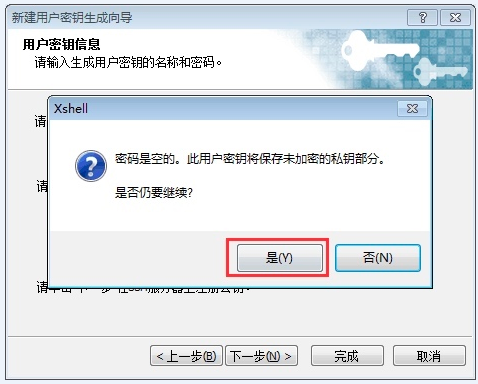 新建用户密钥生成向导
用户密钥信息
请输入生成用户密钥的名称和密码。
请
Xshell
密码是空的。此用户密钥将保存未加密的私钥部分。
是否仍要继续?
请
是(Y) 否(N)
<上一步(B) 下一步(N)> 完成 取消